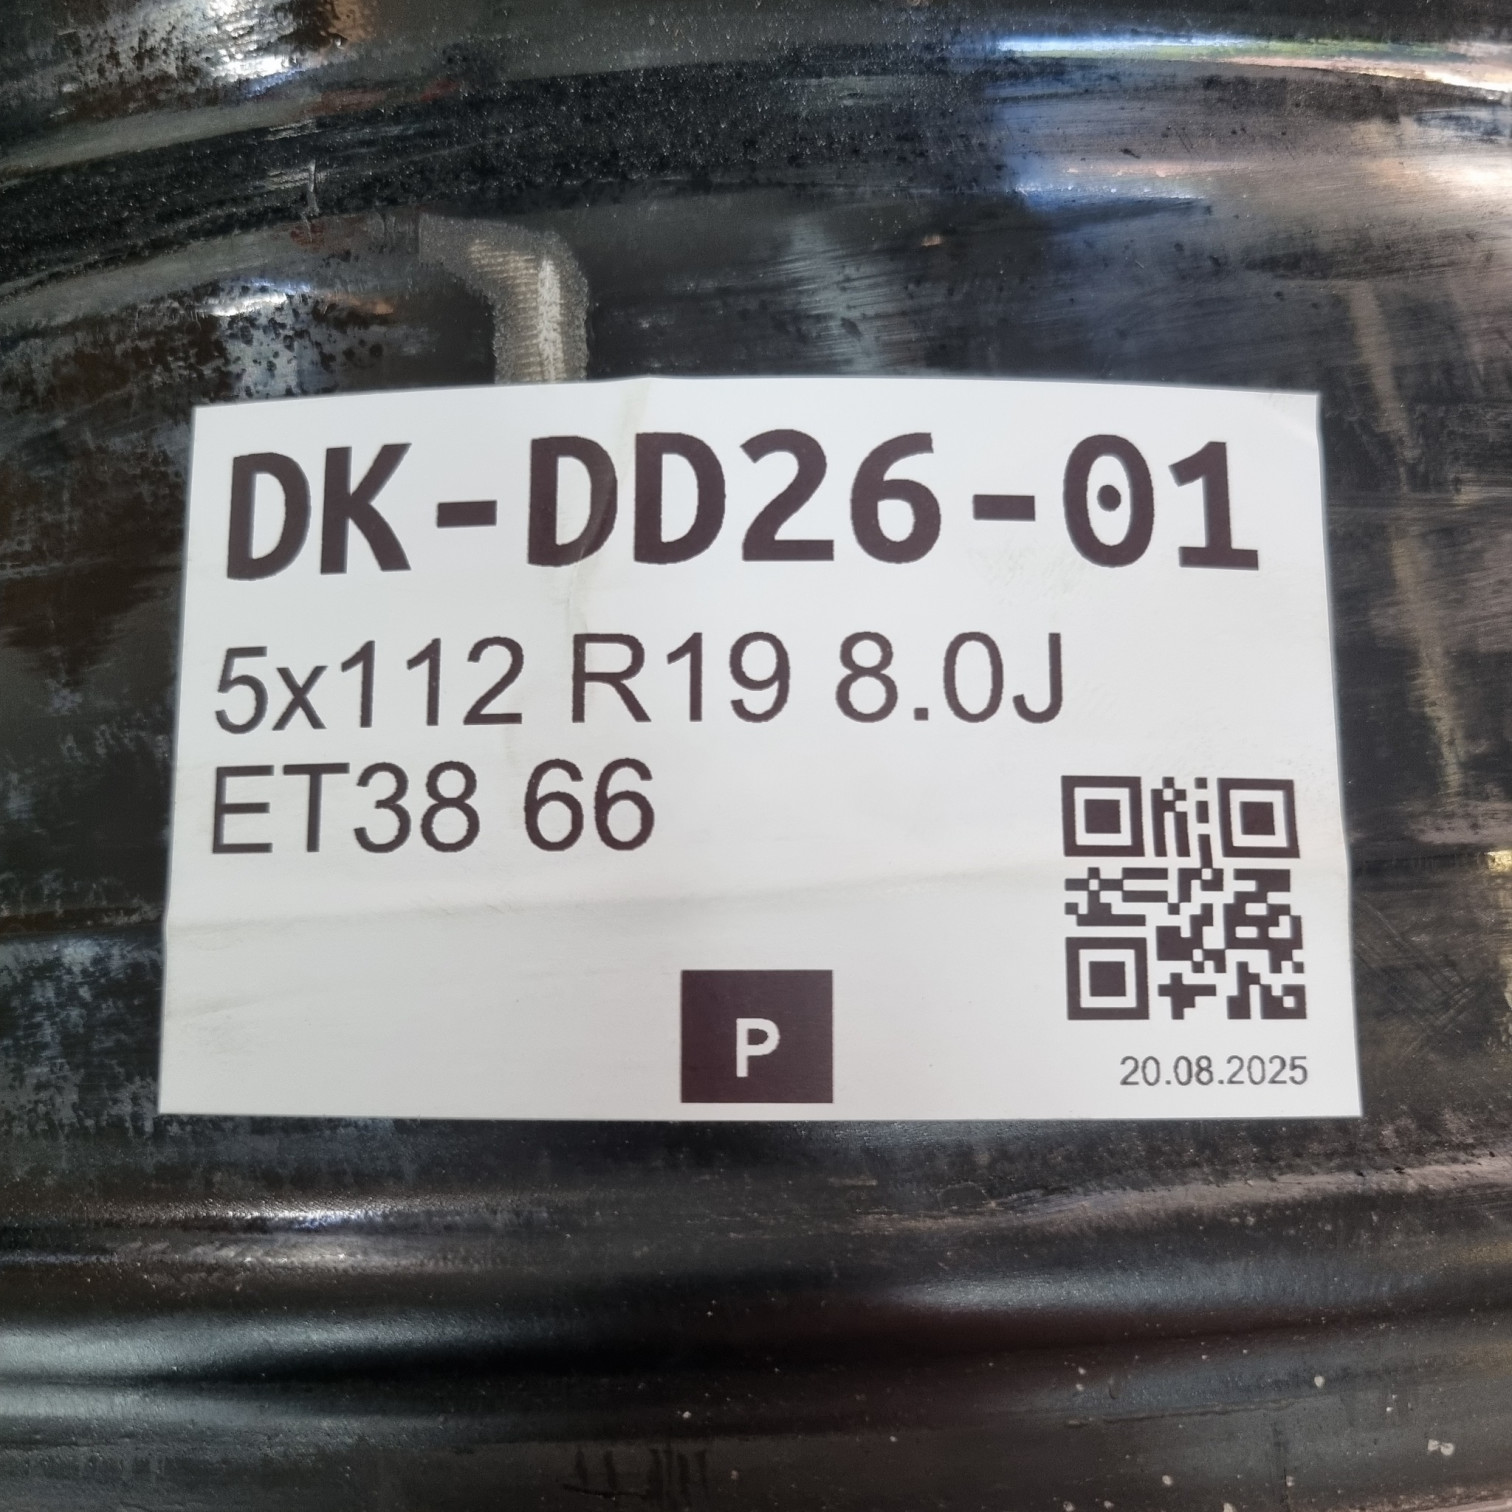 DK-DD26-01
5x112 R19 8.0J
ET38 66
P
20.08.2025